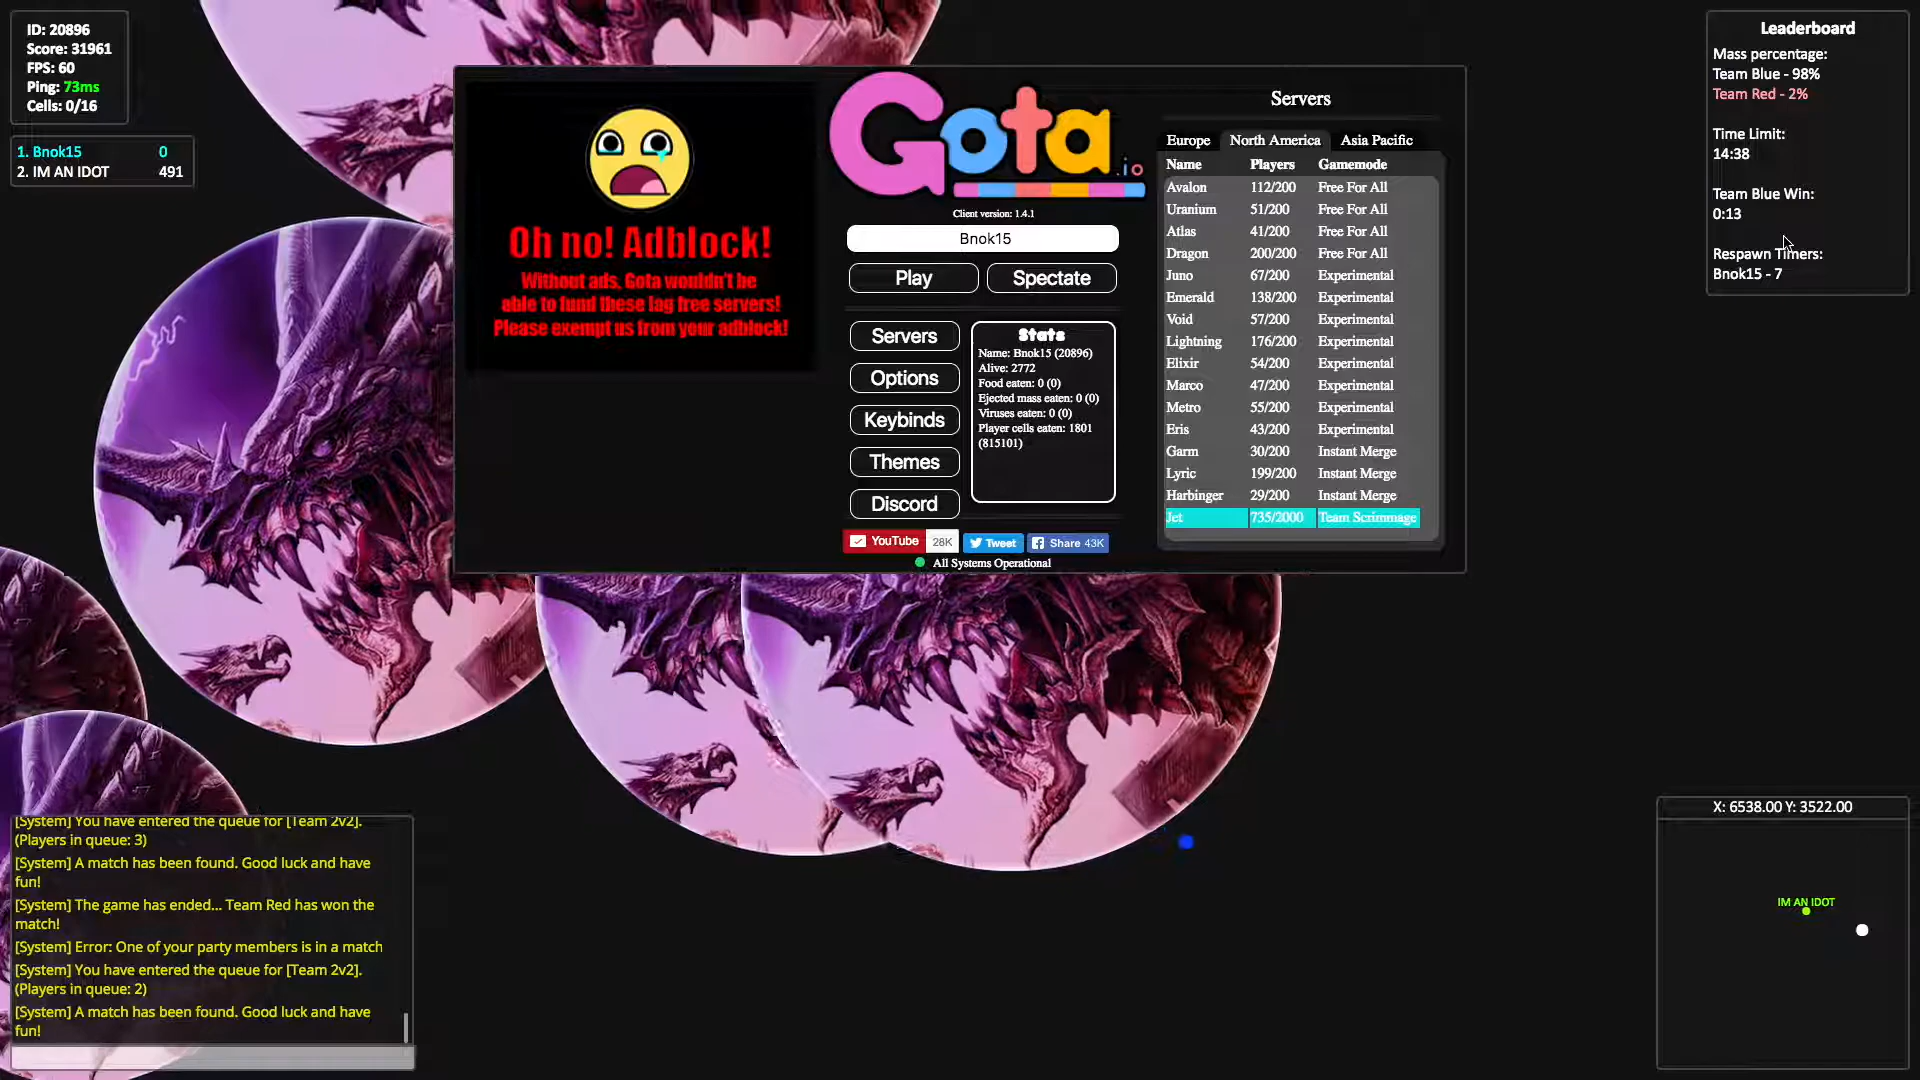 ID: 20896
Score: 31961
FPS: 60
Ping: 73ms
Cells: 0/16
1. Bnok15 0
2. IM AN IDOT 491
Oh no! Adblock!
Without ads, Gota wouldn't be
able to fund these lag free servers!
Please exempt us from your adblock!
Gota.io
Client version: 1.4.1
Bnok15
Play Spectate
Servers
Options
Keybinds
Themes
Discord
Stats
Name: Bnok15 (20896)
Alive: 2772
Food eaten: 0 (0)
Ejected mass eaten: 0 (0)
Viruses eaten: 0 (0)
Player cells eaten: 1801
(815101)
YouTube 28K Tweet Share 43K
All Systems Operational
Servers
Europe North America Asia Pacific
Name Players Gamemode
Avalon 112/200 Free For All
Uranium 51/200 Free For All
Atlas 41/200 Free For All
Dragon 200/200 Free For All
Juno 67/200 Experimental
Emerald 138/200 Experimental
Void 57/200 Experimental
Lightning 176/200 Experimental
Elixir 54/200 Experimental
Marco 47/200 Experimental
Metro 55/200 Experimental
Eris 43/200 Experimental
Garm 30/200 Instant Merge
Lyric 199/200 Instant Merge
Harbinger 29/200 Instant Merge
Jet 735/2000 Team Scrimmage
Leaderboard
Mass percentage:
Team Blue - 98%
Team Red - 2%
Time Limit:
14:38
Team Blue Win:
0:13
Respawn Timers:
Bnok15 - 7
[System] You have entered the queue for [Team 2v2].
(Players in queue: 3)
[System] A match has been found. Good luck and have
fun!
[System] The game has ended... Team Red has won the
match!
[System] Error: One of your party members is in a match
[System] You have entered the queue for [Team 2v2].
(Players in queue: 2)
[System] A match has been found. Good luck and have
fun!
X: 6538.00 Y: 3522.00
IM AN IDOT